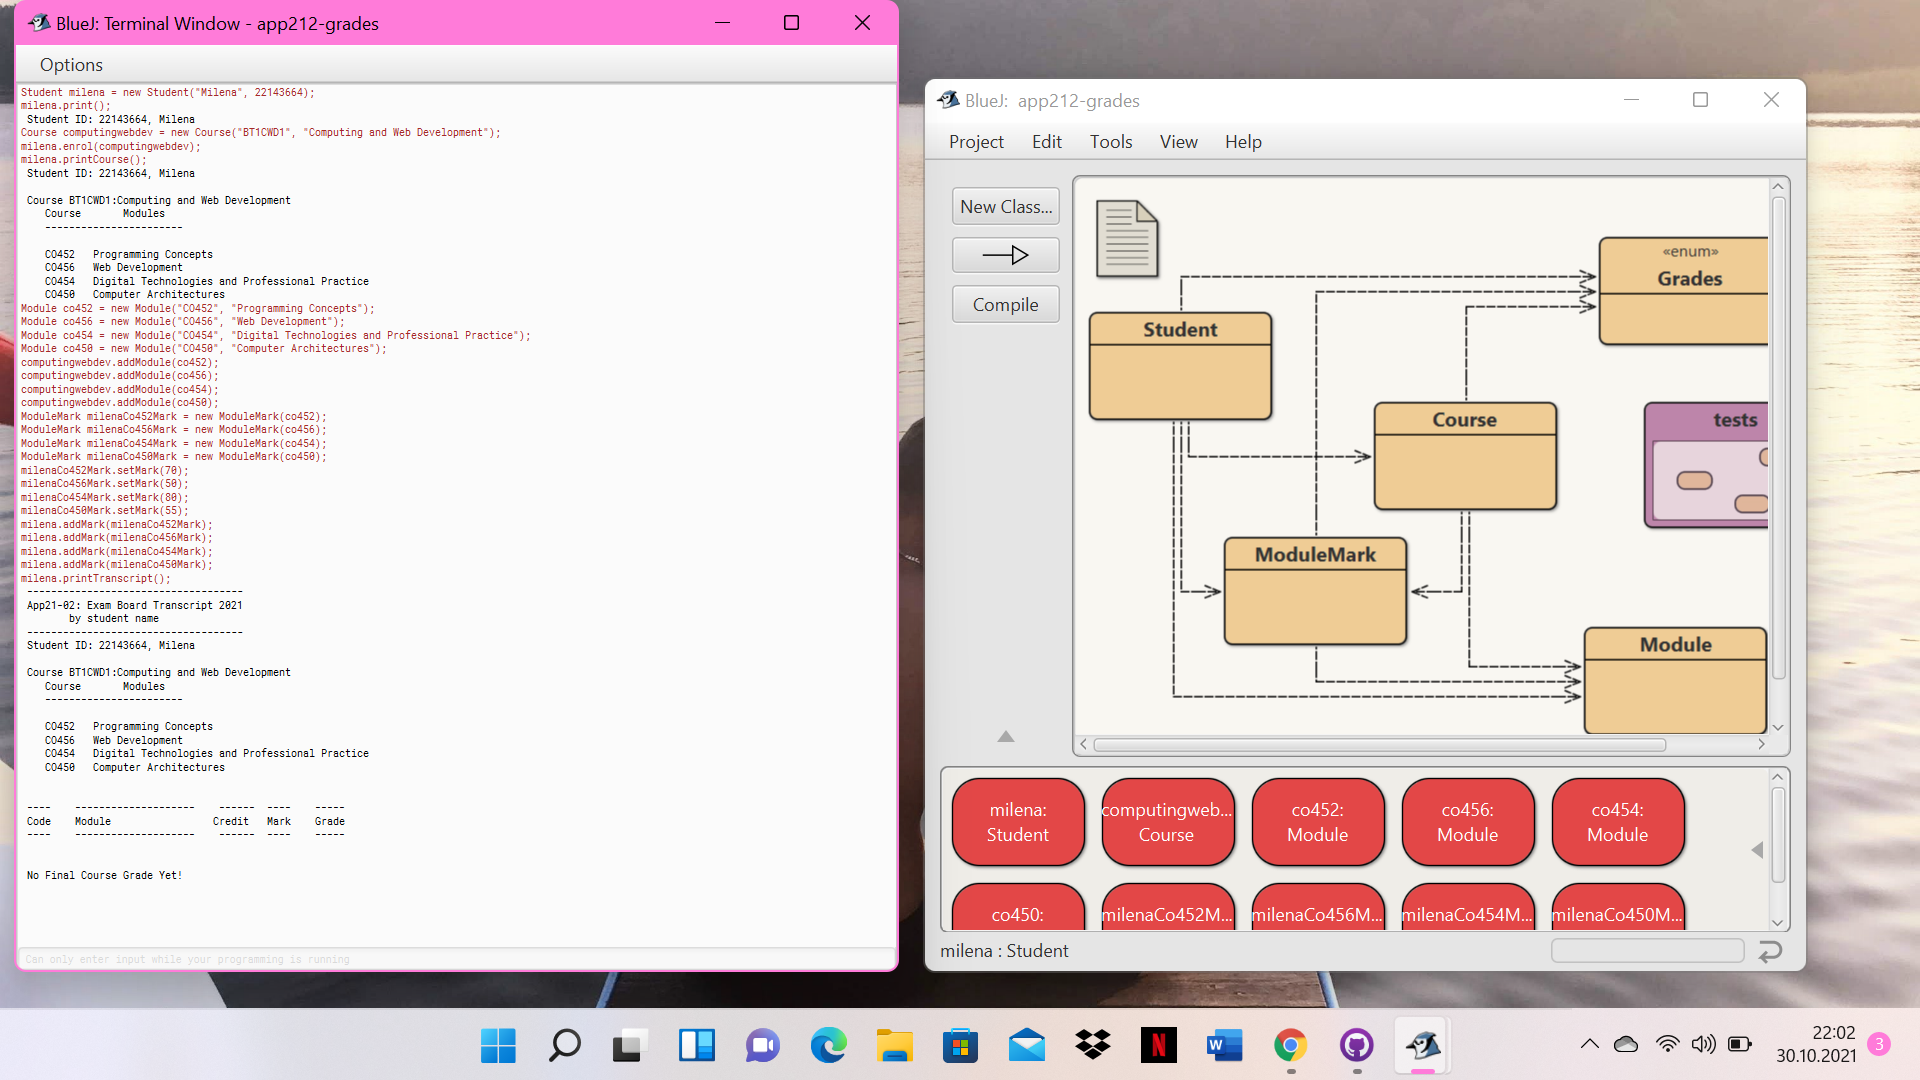 BlueJ: Terminal Window - app212-grades
Options
Student milena = new Student("Milena", 22143664);
milena.print();
Student ID: 22143664, Milena
Course computingwebdev = new Course("BT1CWD1", "Computing and Web Development");
milena.enrol(computingwebdev);
milena.printCourse();
Student ID: 22143664, Milena
Course BT1CWD1:Computing and Web Development
Course Modules
-----------------------
CO452 Programming Concepts
CO456 Web Development
CO454 Digital Technologies and Professional Practice
CO450 Computer Architectures
Module co452 = new Module("CO452", "Programming Concepts");
Module co456 = new Module("CO456", "Web Development");
Module co454 = new Module("CO454", "Digital Technologies and Professional Practice");
Module co450 = new Module("CO450", "Computer Architectures");
computingwebdev.addModule(co452);
computingwebdev.addModule(co456);
computingwebdev.addModule(co454);
computingwebdev.addModule(co450);
ModuleMark milenaCo452Mark = new ModuleMark(co452);
ModuleMark milenaCo456Mark = new ModuleMark(co456);
ModuleMark milenaCo454Mark = new ModuleMark(co454);
ModuleMark milenaCo450Mark = new ModuleMark(co450);
milenaCo452Mark.setMark(70);
milenaCo456Mark.setMark(50);
milenaCo454Mark.setMark(80);
milenaCo450Mark.setMark(55);
milena.addMark(milenaCo452Mark);
milena.addMark(milenaCo456Mark);
milena.addMark(milenaCo454Mark);
milena.addMark(milenaCo450Mark);
milena.printTranscript();
------------------------------------
App21-02: Exam Board Transcript 2021
by student name
------------------------------------
Student ID: 22143664, Milena
Course BT1CWD1:Computing and Web Development
Course Modules
-----------------------
CO452 Programming Concepts
CO456 Web Development
CO454 Digital Technologies and Professional Practice
CO450 Computer Architectures
---- -------------------- ------ ---- -----
Code Module Credit Mark Grade
---- -------------------- ------ ---- -----
No Final Course Grade Yet!
Can only enter input while your programming is running
BlueJ: app212-grades
Project Edit Tools View Help
New Class...
Compile
«enum»
Grades
Student
Course
tests
ModuleMark
Module
milena:
Student
computingweb...
Course
co452:
Module
co456:
Module
co454:
Module
co450:
milenaCo452M...
milenaCo456M...
milenaCo454M...
milenaCo450M...
milena : Student
N
W
22:02
30.10.2021
3